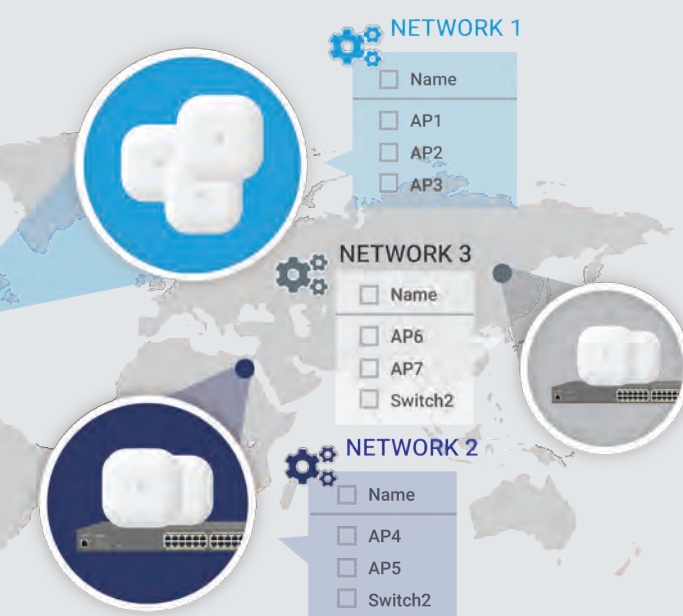 NETWORK 1
Name
AP1
AP2
AP3
NETWORK 3
Name
AP6
AP7
Switch2
NETWORK 2
Name
AP4
AP5
Switch2